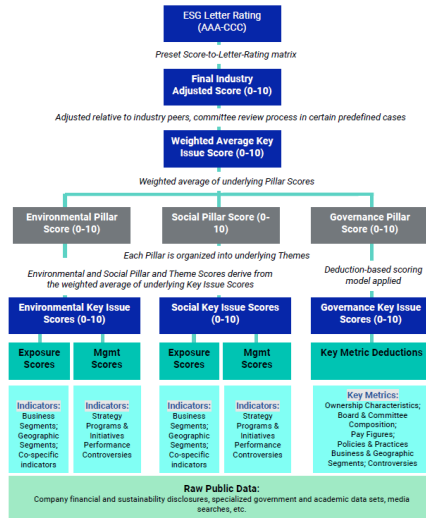 ESG Letter Rating
(AAA-CCC)
Preset Score-to-Letter-Rating matrix
Final Industry
Adjusted Score (0-10)
Adjusted relative to industry peers, committee review process in certain predefined cases
Weighted Average Key
Issue Score (0-10)
Weighted average of underlying Pillar Scores
Environmental Pillar
Score (0-10)
Social Pillar Score (0-
10)
Governance Pillar
Score (0-10)
Each Pillar is organized into underlying Themes
Environmental and Social Pillar and Theme Scores derive from
the weighted average of underlying Key Issue Scores
Deduction-based scoring
model applied
Environmental Key Issue
Scores (0-10)
Social Key Issue Scores
(0-10)
Governance Key Issue
Scores (0-10)
Exposure
Scores
Mgmt
Scores
Exposure
Scores
Mgmt
Scores
Key Metric Deductions
Indicators:
Business
Segments;
Geographic
Segments;
Co-specific
indicators
Indicators:
Strategy
Programs &
Initiatives
Performance
Controversies
Indicators:
Business
Segments;
Geographic
Segments;
Co-specific
indicators
Indicators:
Strategy
Programs &
Initiatives
Performance
Controversies
Key Metrics:
Ownership Characteristics;
Board & Committee
Composition;
Pay Figures;
Policies & Practices
Business & Geographic
Segments; Controversies
Raw Public Data:
Company financial and sustainability disclosures, specialized government and academic data sets, media
searches, etc.